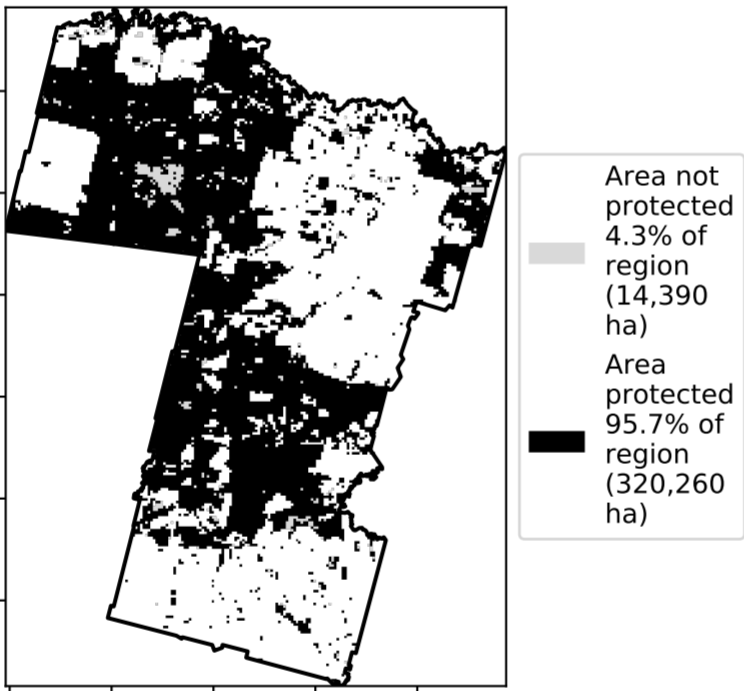 Area not
protected
4.3% of
region
(14,390
ha)
Area
protected
95.7% of
region
(320,260
ha)